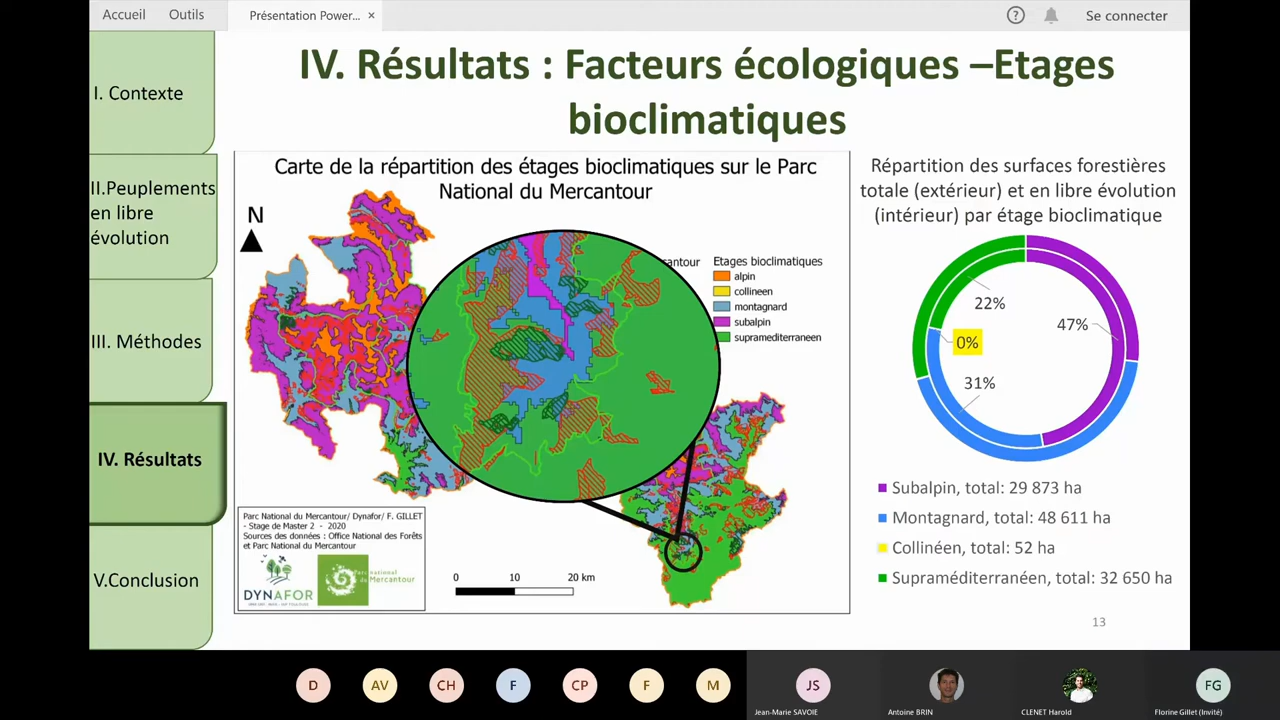 Accueil
Outils
Présentation Power...
×
?
Se connecter
IV. Résultats : Facteurs écologiques –Etages
bioclimatiques
I. Contexte
II.Peuplements
en libre
évolution
III. Méthodes
IV. Résultats
V.Conclusion
Carte de la répartition des étages bioclimatiques sur le Parc
National du Mercantour
N
cantour
Etages bioclimatiques
alpin
collineen
montagnard
subalpin
supramediterraneen
Parc National du Mercantour/ Dynafor/ F. GILLET
- Stage de Master 2 - 2020
Sources des données : Office National des Forêts
et Parc National du Mercantour
DYNAFOR
Parc national
du Mercantour
0
10
20 km
Répartition des surfaces forestières
totale (extérieur) et en libre évolution
(intérieur) par étage bioclimatique
22%
47%
0%
31%
Subalpin, total: 29 873 ha
Montagnard, total: 48 611 ha
Collinéen, total: 52 ha
Supraméditerranéen, total: 32 650 ha
13
D
AV
CH
F
CP
F
M
JS
FG
Jean-Marie SAVOIE
Antoine BRIN
CLENET Harold
Florine Gillet (Invité)